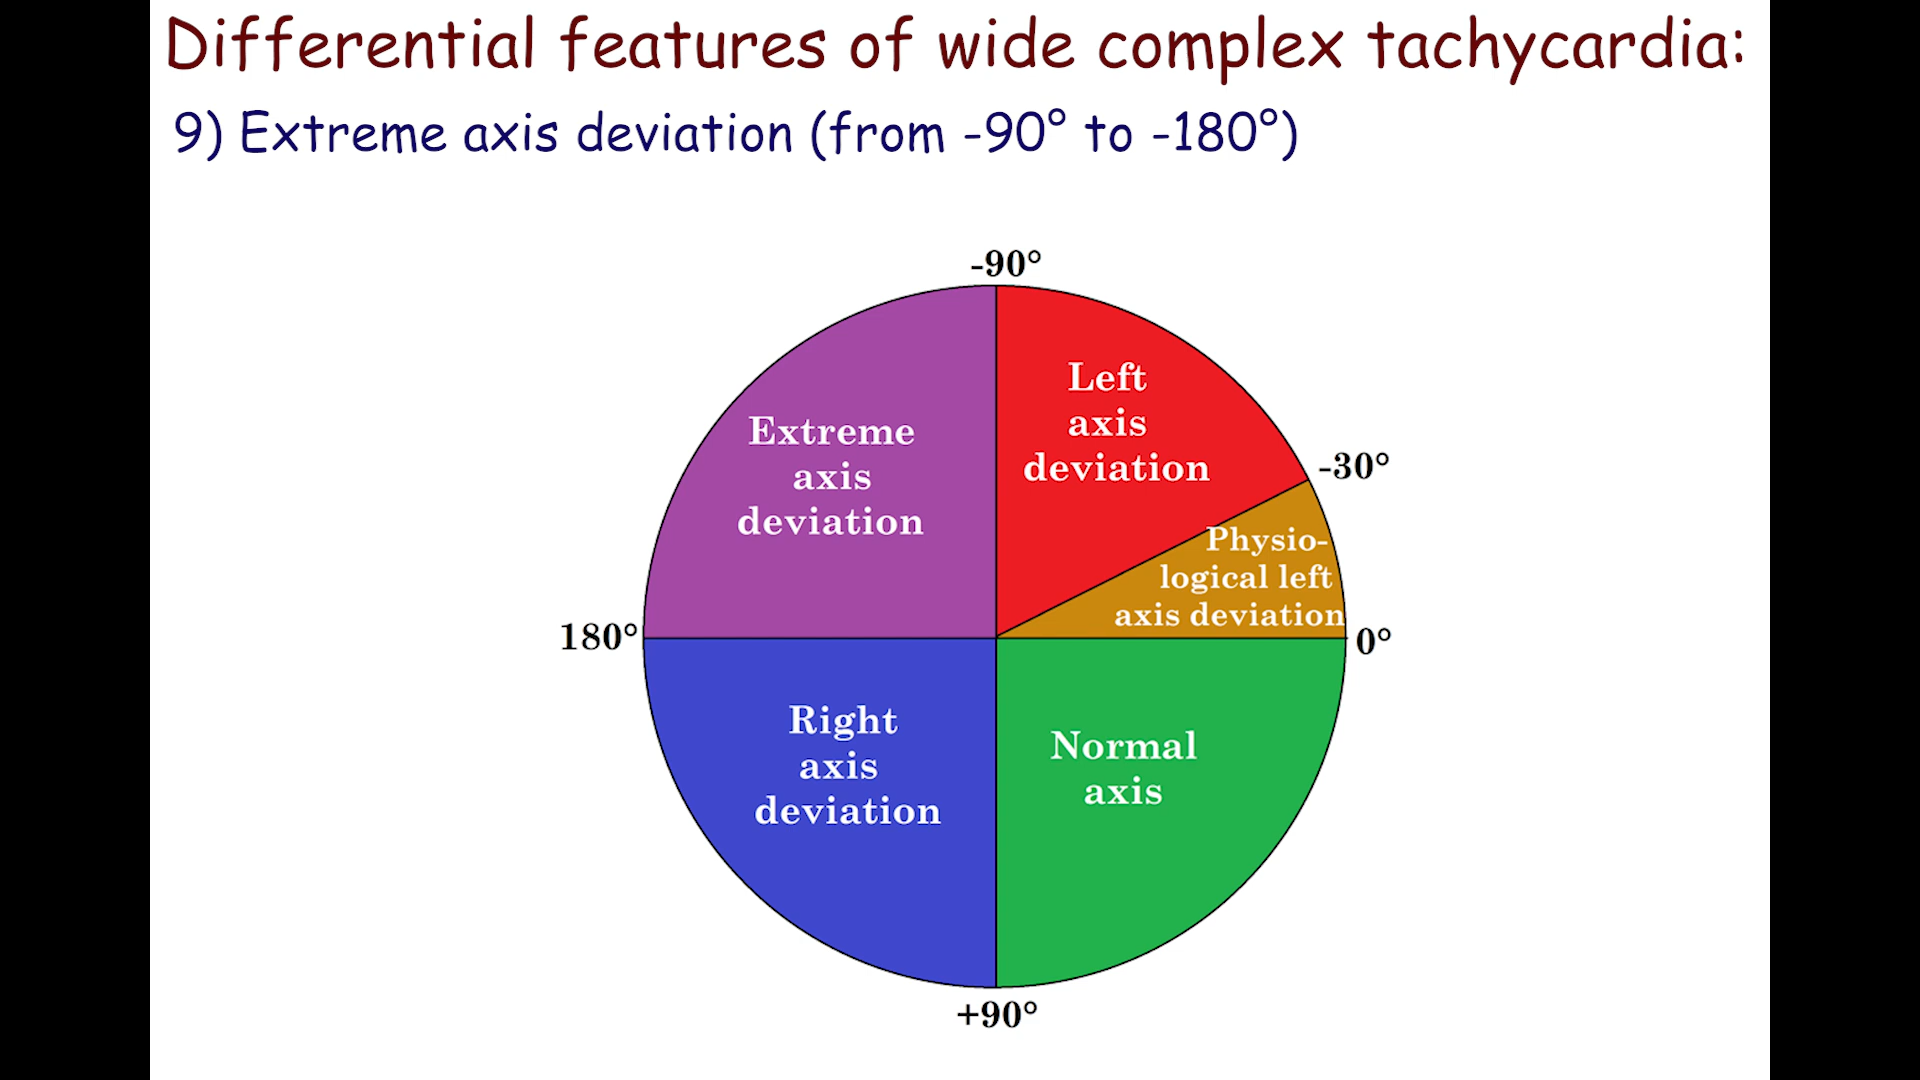 Differential features of wide complex tachycardia:
9) Extreme axis deviation (from -90° to -180°)
-90°
Left
axis
deviation
Extreme
axis
deviation
-30°
Physio-
logical left
axis deviation
180°
0°
Right
axis
deviation
Normal
axis
+90°